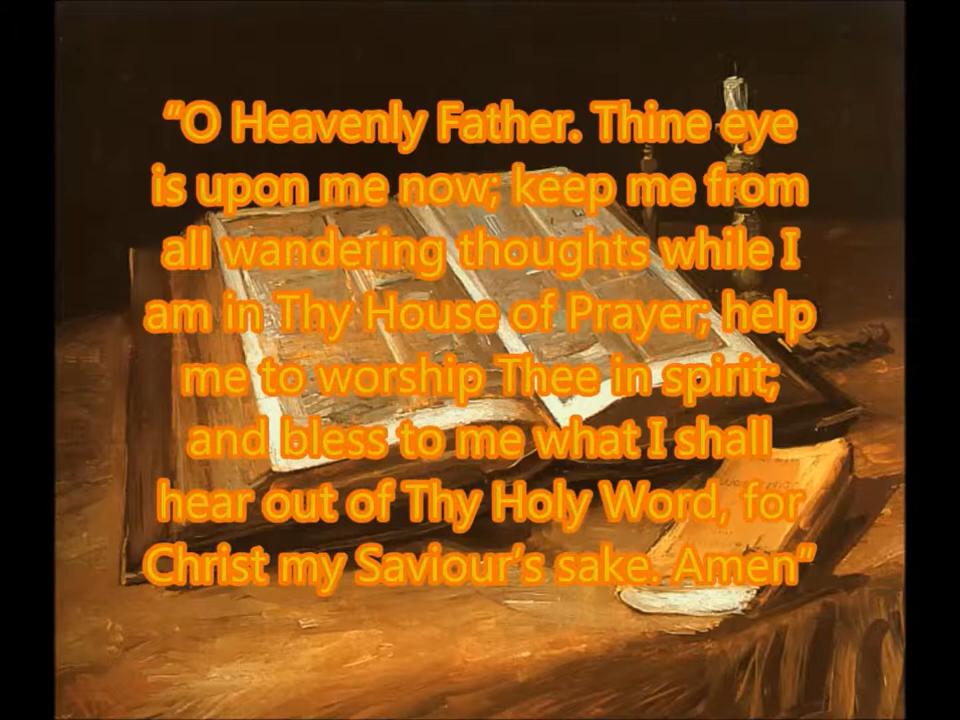 “O Heavenly Father. Thine eye
is upon me now; keep me from
all wandering thoughts while I
am in Thy House of Prayer; help
me to worship Thee in spirit;
and bless to me what I shall
hear out of Thy Holy Word, for
Christ my Saviour’s sake. Amen”